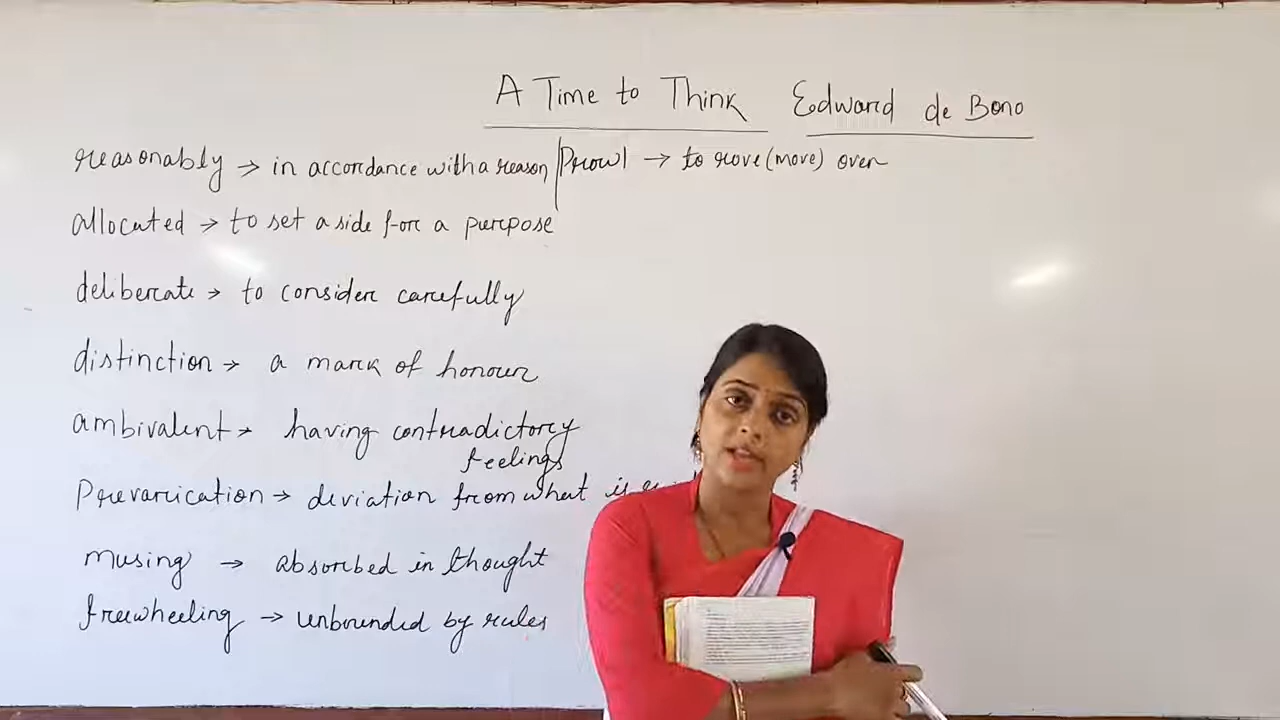 A Time to Think Edward de Bono
reasonably → in accordance with a reason | Prowl → to rove (move) over
allocated → to set a side for a purpose
deliberate → to consider carefully
distinction → a mark of honour
ambivalent → having contradictory
feelings
Prevarication → deviation from what is
musing → absorbed in thought
freewheeling → unbounded by rules